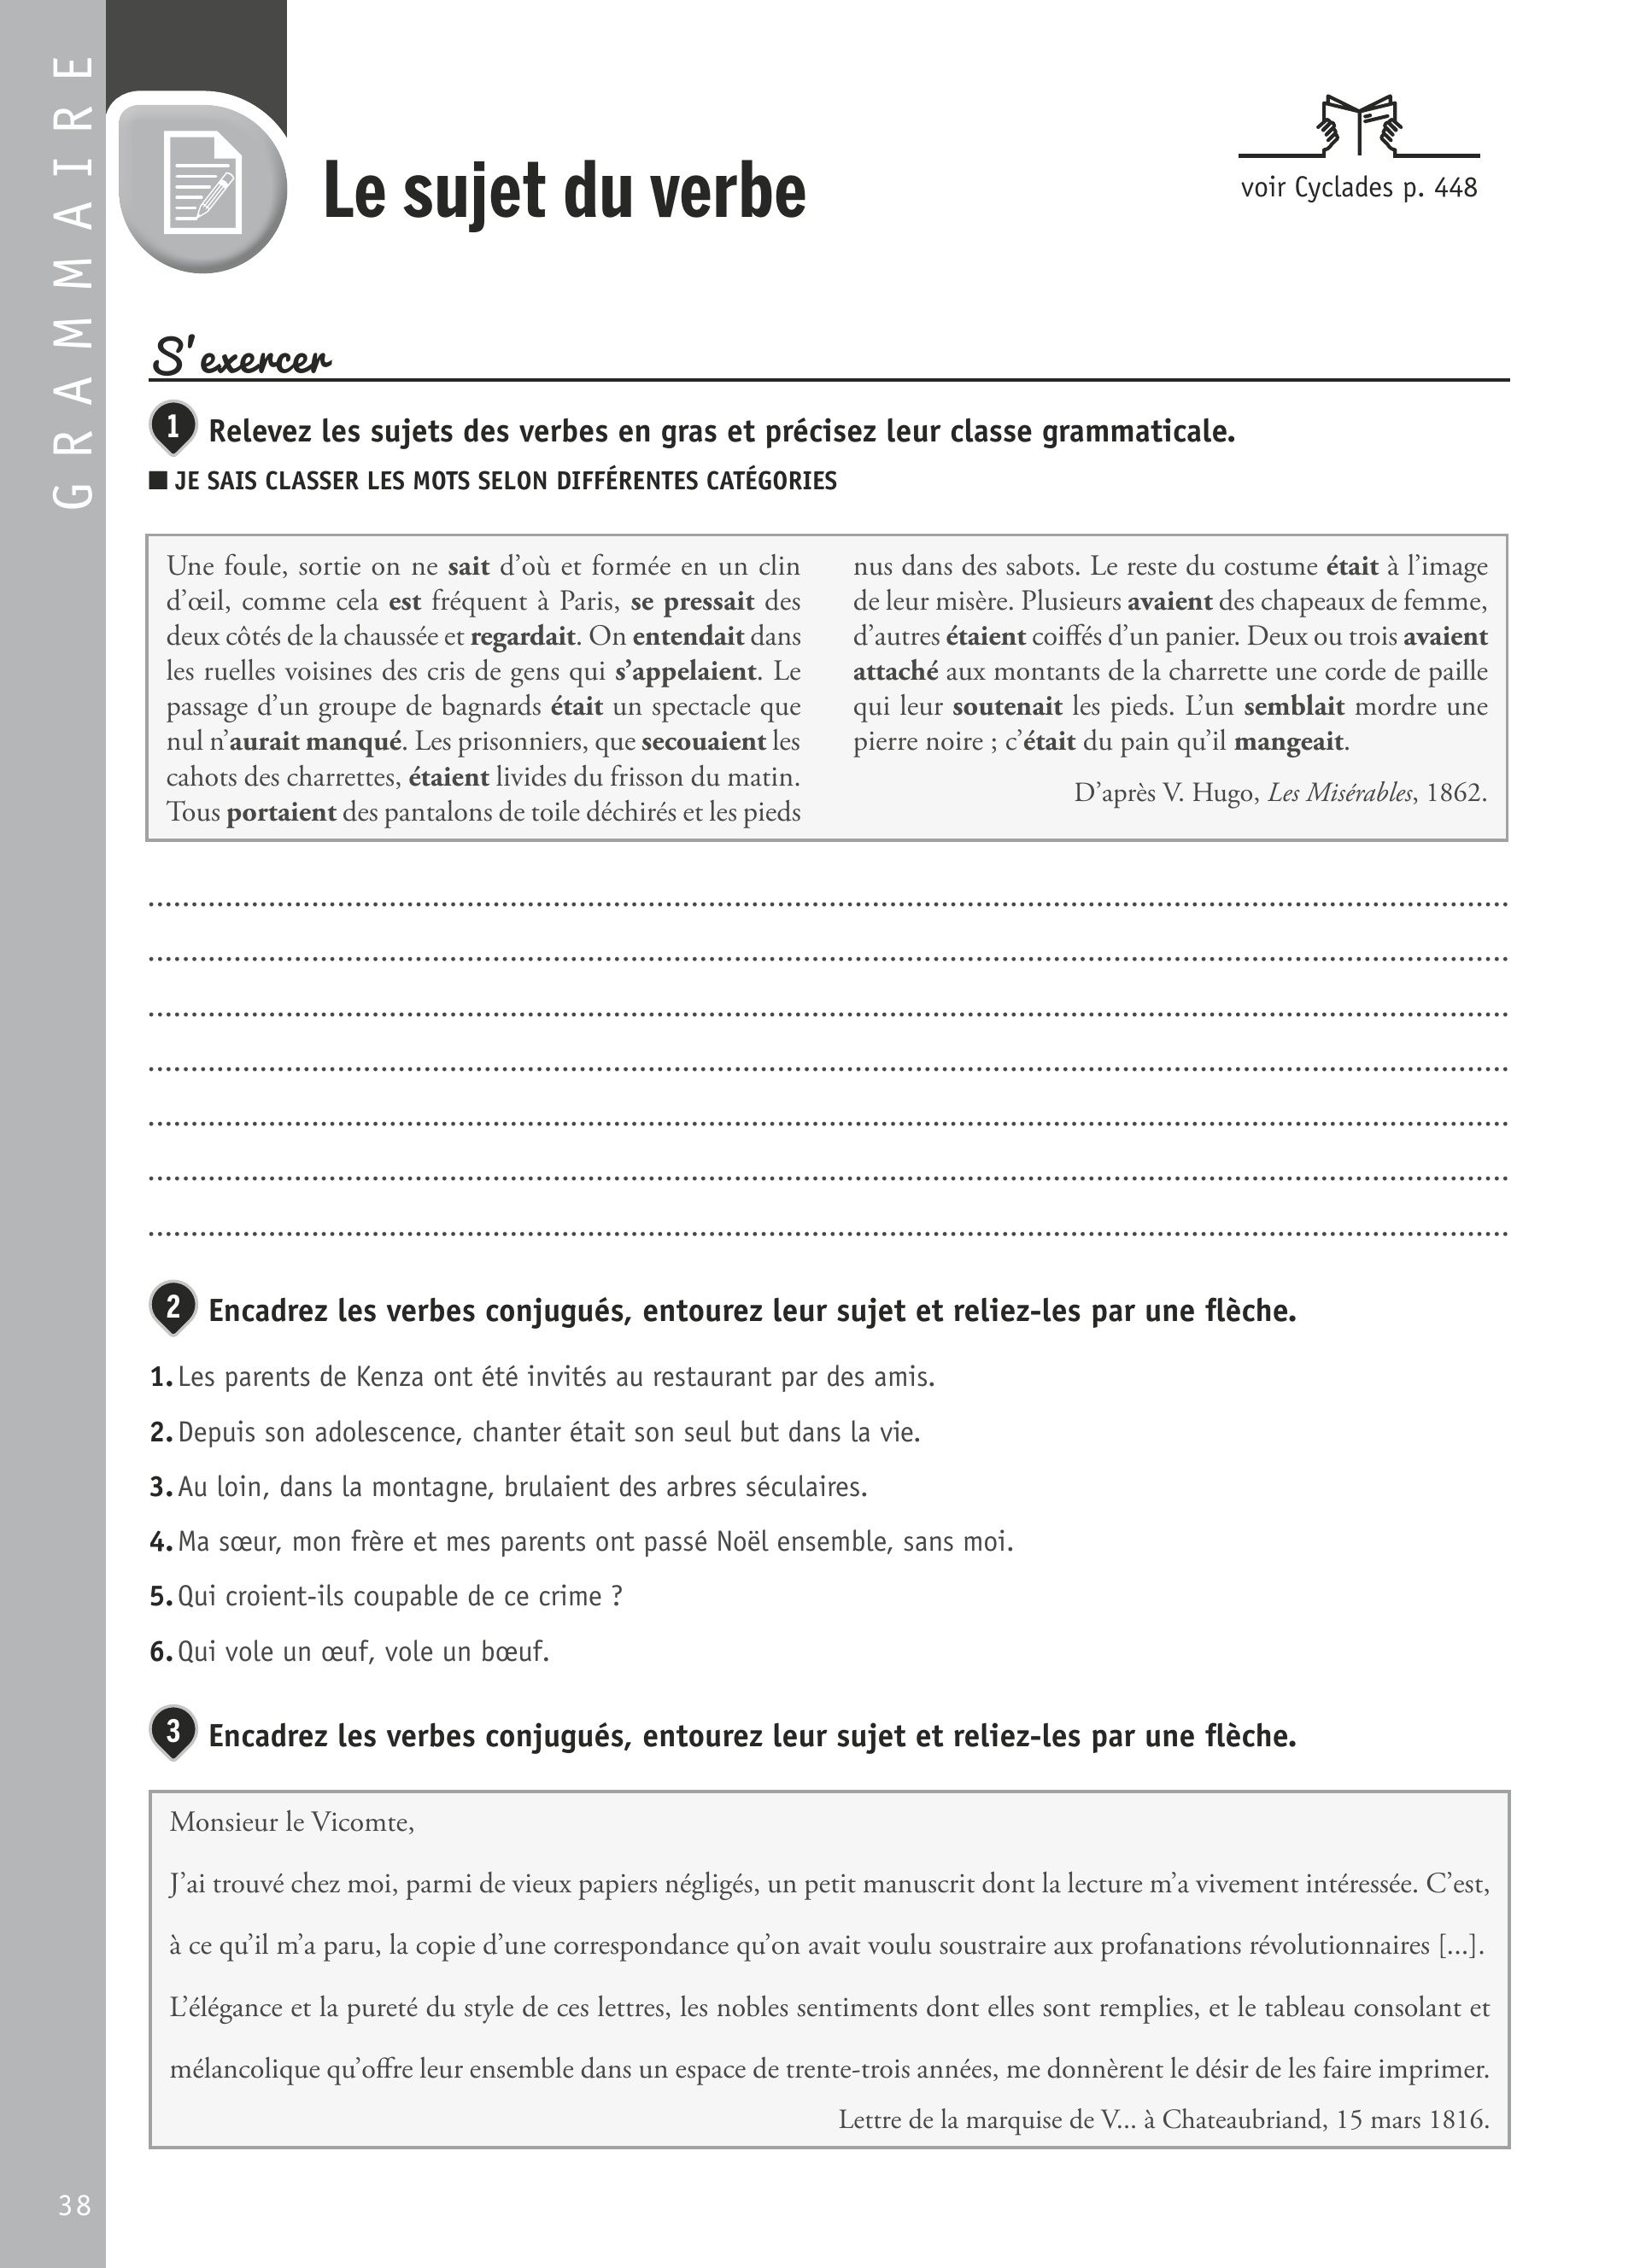 GRAMMAIRE
Le sujet du verbe
voir Cyclades p. 448
S'exercer
1 Relevez les sujets des verbes en gras et précisez leur classe grammaticale.
■ JE SAIS CLASSER LES MOTS SELON DIFFÉRENTES CATÉGORIES
Une foule, sortie on ne sait d'où et formée en un clin
d'œil, comme cela est fréquent à Paris, se pressait des
deux côtés de la chaussée et regardait. On entendait dans
les ruelles voisines des cris de gens qui s'appelaient. Le
passage d'un groupe de bagnards était un spectacle que
nul n'aurait manqué. Les prisonniers, que secouaient les
cahots des charrettes, étaient livides du frisson du matin.
Tous portaient des pantalons de toile déchirés et les pieds
nus dans des sabots. Le reste du costume était à l'image
de leur misère. Plusieurs avaient des chapeaux de femme,
d'autres étaient coiffés d'un panier. Deux ou trois avaient
attaché aux montants de la charrette une corde de paille
qui leur soutenait les pieds. L'un semblait mordre une
pierre noire ; c'était du pain qu'il mangeait.
D'après V. Hugo, Les Misérables, 1862.
2 Encadrez les verbes conjugués, entourez leur sujet et reliez-les par une flèche.
1. Les parents de Kenza ont été invités au restaurant par des amis.
2. Depuis son adolescence, chanter était son seul but dans la vie.
3. Au loin, dans la montagne, brulaient des arbres séculaires.
4. Ma sœur, mon frère et mes parents ont passé Noël ensemble, sans moi.
5. Qui croient-ils coupable de ce crime ?
6. Qui vole un œuf, vole un bœuf.
3 Encadrez les verbes conjugués, entourez leur sujet et reliez-les par une flèche.
Monsieur le Vicomte,
J'ai trouvé chez moi, parmi de vieux papiers négligés, un petit manuscrit dont la lecture m'a vivement intéressée. C'est,
à ce qu'il m'a paru, la copie d'une correspondance qu'on avait voulu soustraire aux profanations révolutionnaires [...].
L'élégance et la pureté du style de ces lettres, les nobles sentiments dont elles sont remplies, et le tableau consolant et
mélancolique qu'offre leur ensemble dans un espace de trente-trois années, me donnèrent le désir de les faire imprimer.
Lettre de la marquise de V... à Chateaubriand, 15 mars 1816.
38